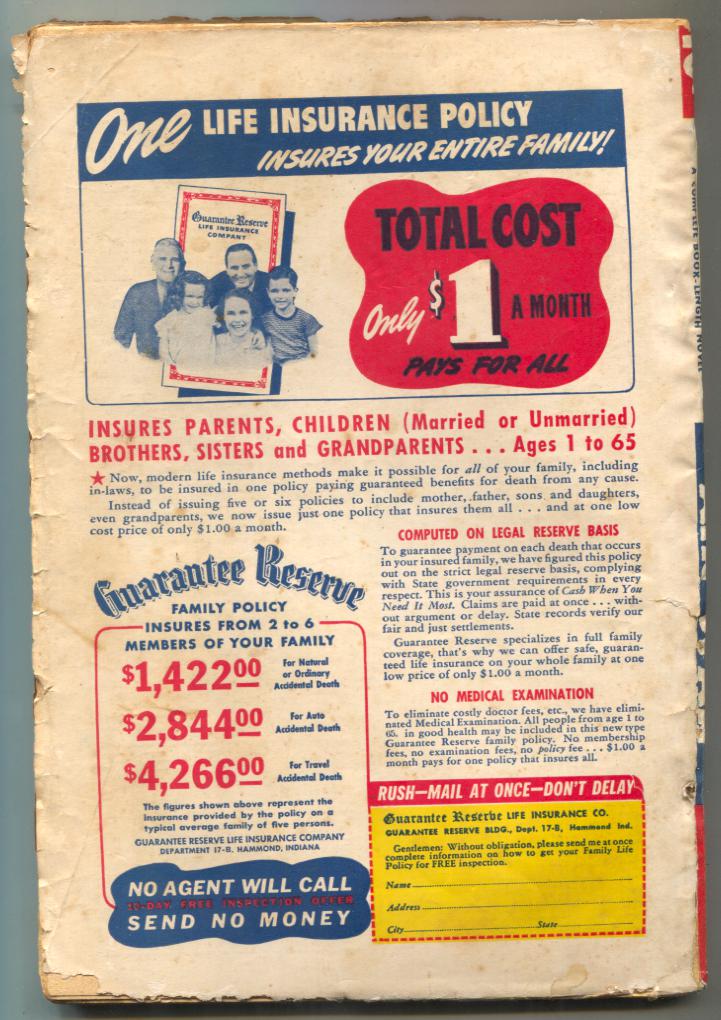 One LIFE INSURANCE POLICY
INSURES YOUR ENTIRE FAMILY!
Guarantee Reserve
LIFE INSURANCE
COMPANY
TOTAL COST
Only $1 A MONTH
PAYS FOR ALL
INSURES PARENTS, CHILDREN (Married or Unmarried)
BROTHERS, SISTERS and GRANDPARENTS . . . Ages 1 to 65
★ Now, modern life insurance methods make it possible for all of your family, including
in-laws, to be insured in one policy paying guaranteed benefits for death from any cause.
Instead of issuing five or six policies to include mother, father, sons and daughters,
even grandparents, we now issue just one policy that insures them all . . . and at one low
cost price of only $1.00 a month.
Guarantee Reserve
FAMILY POLICY
INSURES FROM 2 to 6
MEMBERS OF YOUR FAMILY
$1,42200 For Natural
or Ordinary
Accidental Death
$2,84400 For Auto
Accidental Death
$4,26600 For Travel
Accidental Death
The figures shown above represent the
insurance provided by the policy on a
typical average family of five persons.
GUARANTEE RESERVE LIFE INSURANCE COMPANY
DEPARTMENT 17-B, HAMMOND, INDIANA
NO AGENT WILL CALL
10-DAY FREE INSPECTION OFFER
SEND NO MONEY
COMPUTED ON LEGAL RESERVE BASIS
To guarantee payment on each death that occurs
in your insured family, we have figured this policy
out on the strict legal reserve basis, complying
with State government requirements in every
respect. This is your assurance of Cash When You
Need It Most. Claims are paid at once . . . with-
out argument or delay. State records verify our
fair and just settlements.
Guarantee Reserve specializes in full family
coverage, that's why we can offer safe, guaran-
teed life insurance on your whole family at one
low price of only $1.00 a month.
NO MEDICAL EXAMINATION
To eliminate costly doctor fees, etc., we have elimi-
nated Medical Examination. All people from age 1 to
65, in good health may be included in this new type
Guarantee Reserve family policy. No membership
fees, no examination fees, no policy fee . . . $1.00 a
month pays for one policy that insures all.
RUSH—MAIL AT ONCE—DON'T DELAY
Guarantee Reserve LIFE INSURANCE CO.
GUARANTEE RESERVE BLDG., Dept. 17-B, Hammond Ind.
Gentlemen: Without obligation, please send me at once
complete information on how to get your Family Life
Policy for FREE inspection.
Name
Address
City State
A COMPLETE BOOK-LENGTH NOVEL